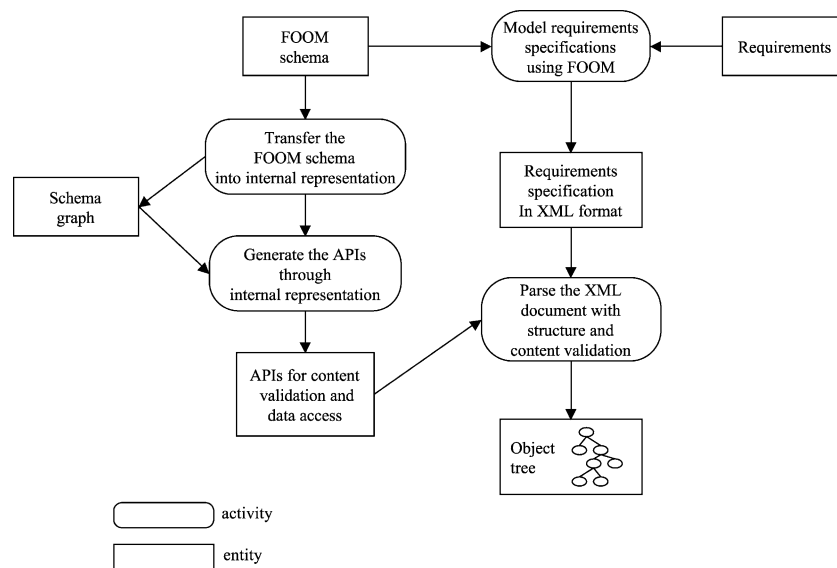 FOOM
schema
Model requirements
specifications
using FOOM
Requirements
Transfer the
FOOM schema
into internal representation
Schema
graph
Requirements
specification
In XML format
Generate the APIs
through
internal representation
Parse the XML
document with
structure and
content validation
APIs for content
validation and
data access
Object
tree
activity
entity